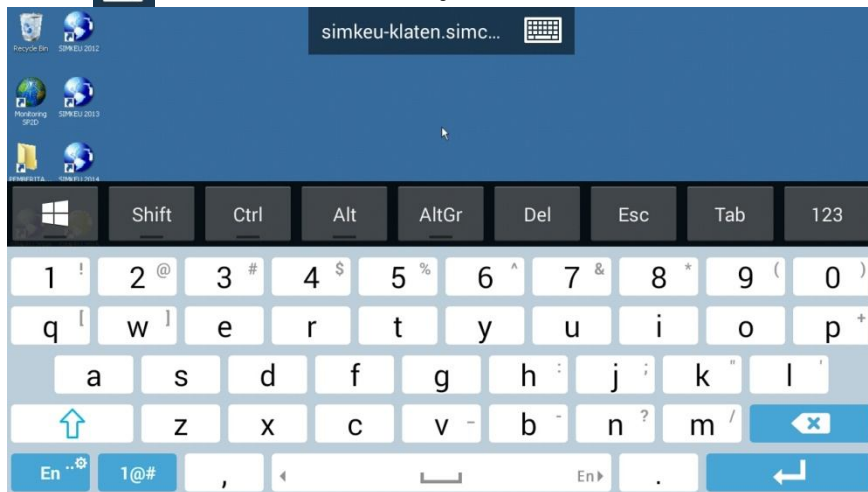 simkeu-klaten.simc...
Recycle Bin SIMKEU 2012
Monitoring SP2D SIMKEU 2013
PEMBERITA... SIMKEU 2014
Shift Ctrl Alt AltGr Del Esc Tab 123
1 ! 2 @ 3 # 4 $ 5 % 6 ^ 7 & 8 * 9 ( 0 )
q [ w ] e r t y u i o p +
a s d f g h : j ; k " l '
z x c v - b - n ? m /
En 1@# , En .